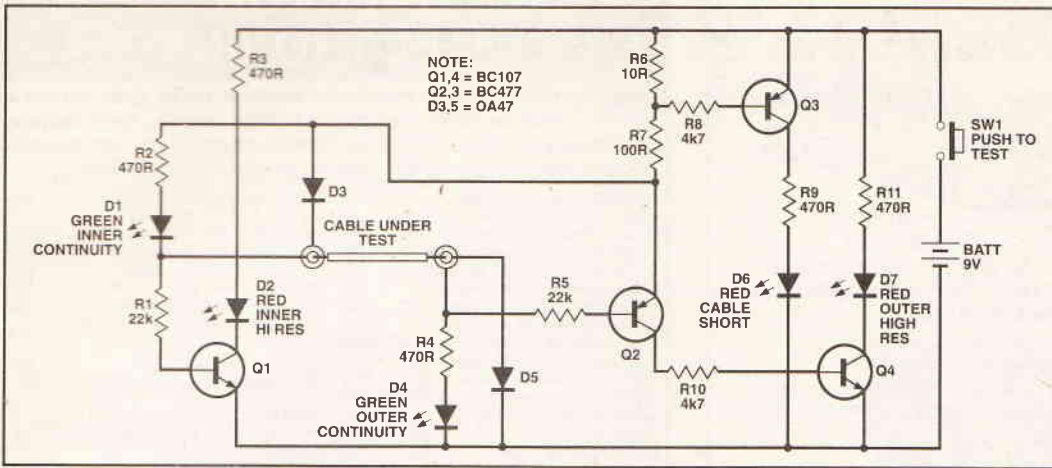 R3
470R
NOTE:
Q1,4 = BC107
Q2,3 = BC477
D3,5 = OA47
R6
10R
R8
4k7
Q3
SW1
PUSH TO
TEST
R2
470R
D3
R7
100R
R9
470R
R11
470R
D1
GREEN
INNER
CONTINUITY
CABLE UNDER
TEST
BATT
9V
R1
22k
D2
RED
INNER
HI RES
R5
22k
D6
RED
CABLE
SHORT
D7
RED
OUTER
HIGH
RES
Q1
R4
470R
Q2
D5
R10
4k7
Q4
D4
GREEN
OUTER
CONTINUITY